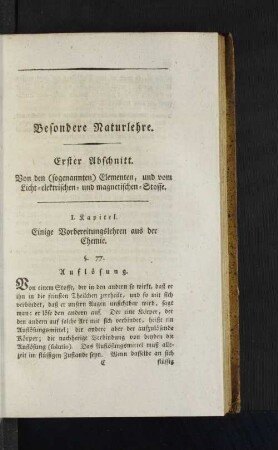 Besondere Naturlehre.
Erster Abschnitt.
Von den (sogenannten) Elementen, und vom
Licht-elektrischen- und magnetischen-Stoffe.
I. Kapitel.
Einige Vorbereitungslehren aus der
Chemie.
§. 77.
Auflösung.
Von einem Stoffe, der in den andern so wirkt, daß er
ihn in die feinsten Theilchen zertheilt, und so mit sich
verbindet, daß er unsern Augen unsichtbar wird, sagt
man: er löse den andern auf. Der eine Körper, der
den andern auf solche Art mit sich verbindet, heißt ein
Auflösungsmittel; die andere aber der aufzulösende
Körper; die nachherige Verbindung von beyden die
Auflösung (solutio). Das Auflösungsmittel muß alle-
zeit im flüssigen Zustande seyn. Wenn dasselbe an sich
C flüssig